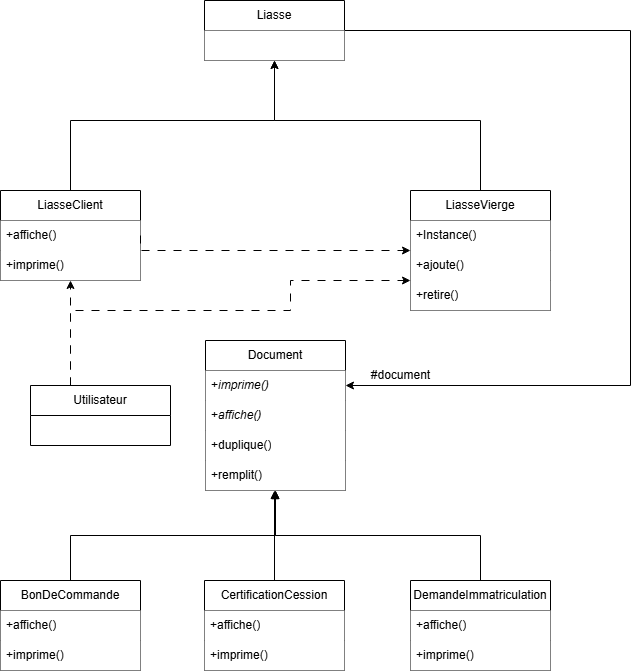 Liasse
LiasseClient
+affiche()
+imprime()
LiasseVierge
+Instance()
+ajoute()
+retire()
Document
+imprime()
+affiche()
+duplique()
+remplit()
#document
Utilisateur
BonDeCommande
+affiche()
+imprime()
CertificationCession
+affiche()
+imprime()
DemandeImmatriculation
+affiche()
+imprime()